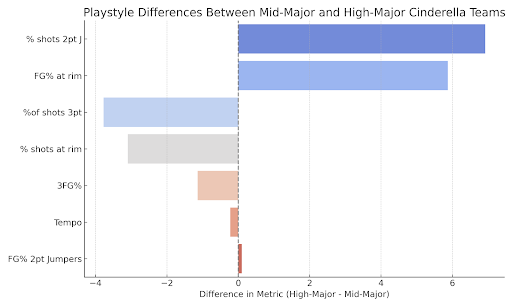 Playstyle Differences Between Mid-Major and High-Major Cinderella Teams
% shots 2pt J
FG% at rim
%of shots 3pt
% shots at rim
3FG%
Tempo
FG% 2pt Jumpers
−4 −2 0 2 4 6
Difference in Metric (High-Major - Mid-Major)